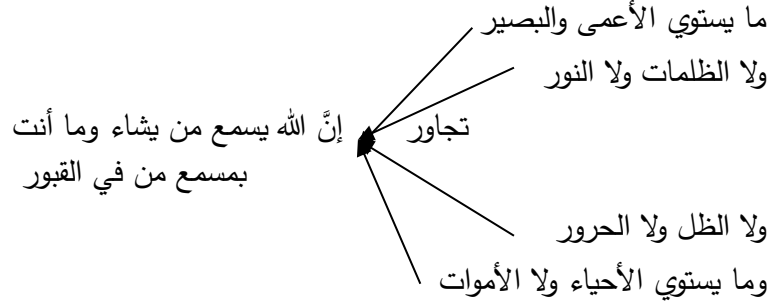 ما يستوي الأعمى والبصير
ولا الظلمات ولا النور
تجاور
إنَّ الله يسمع من يشاء وما أنت
بمسمع من في القبور
ولا الظل ولا الحرور
وما يستوي الأحياء ولا الأموات